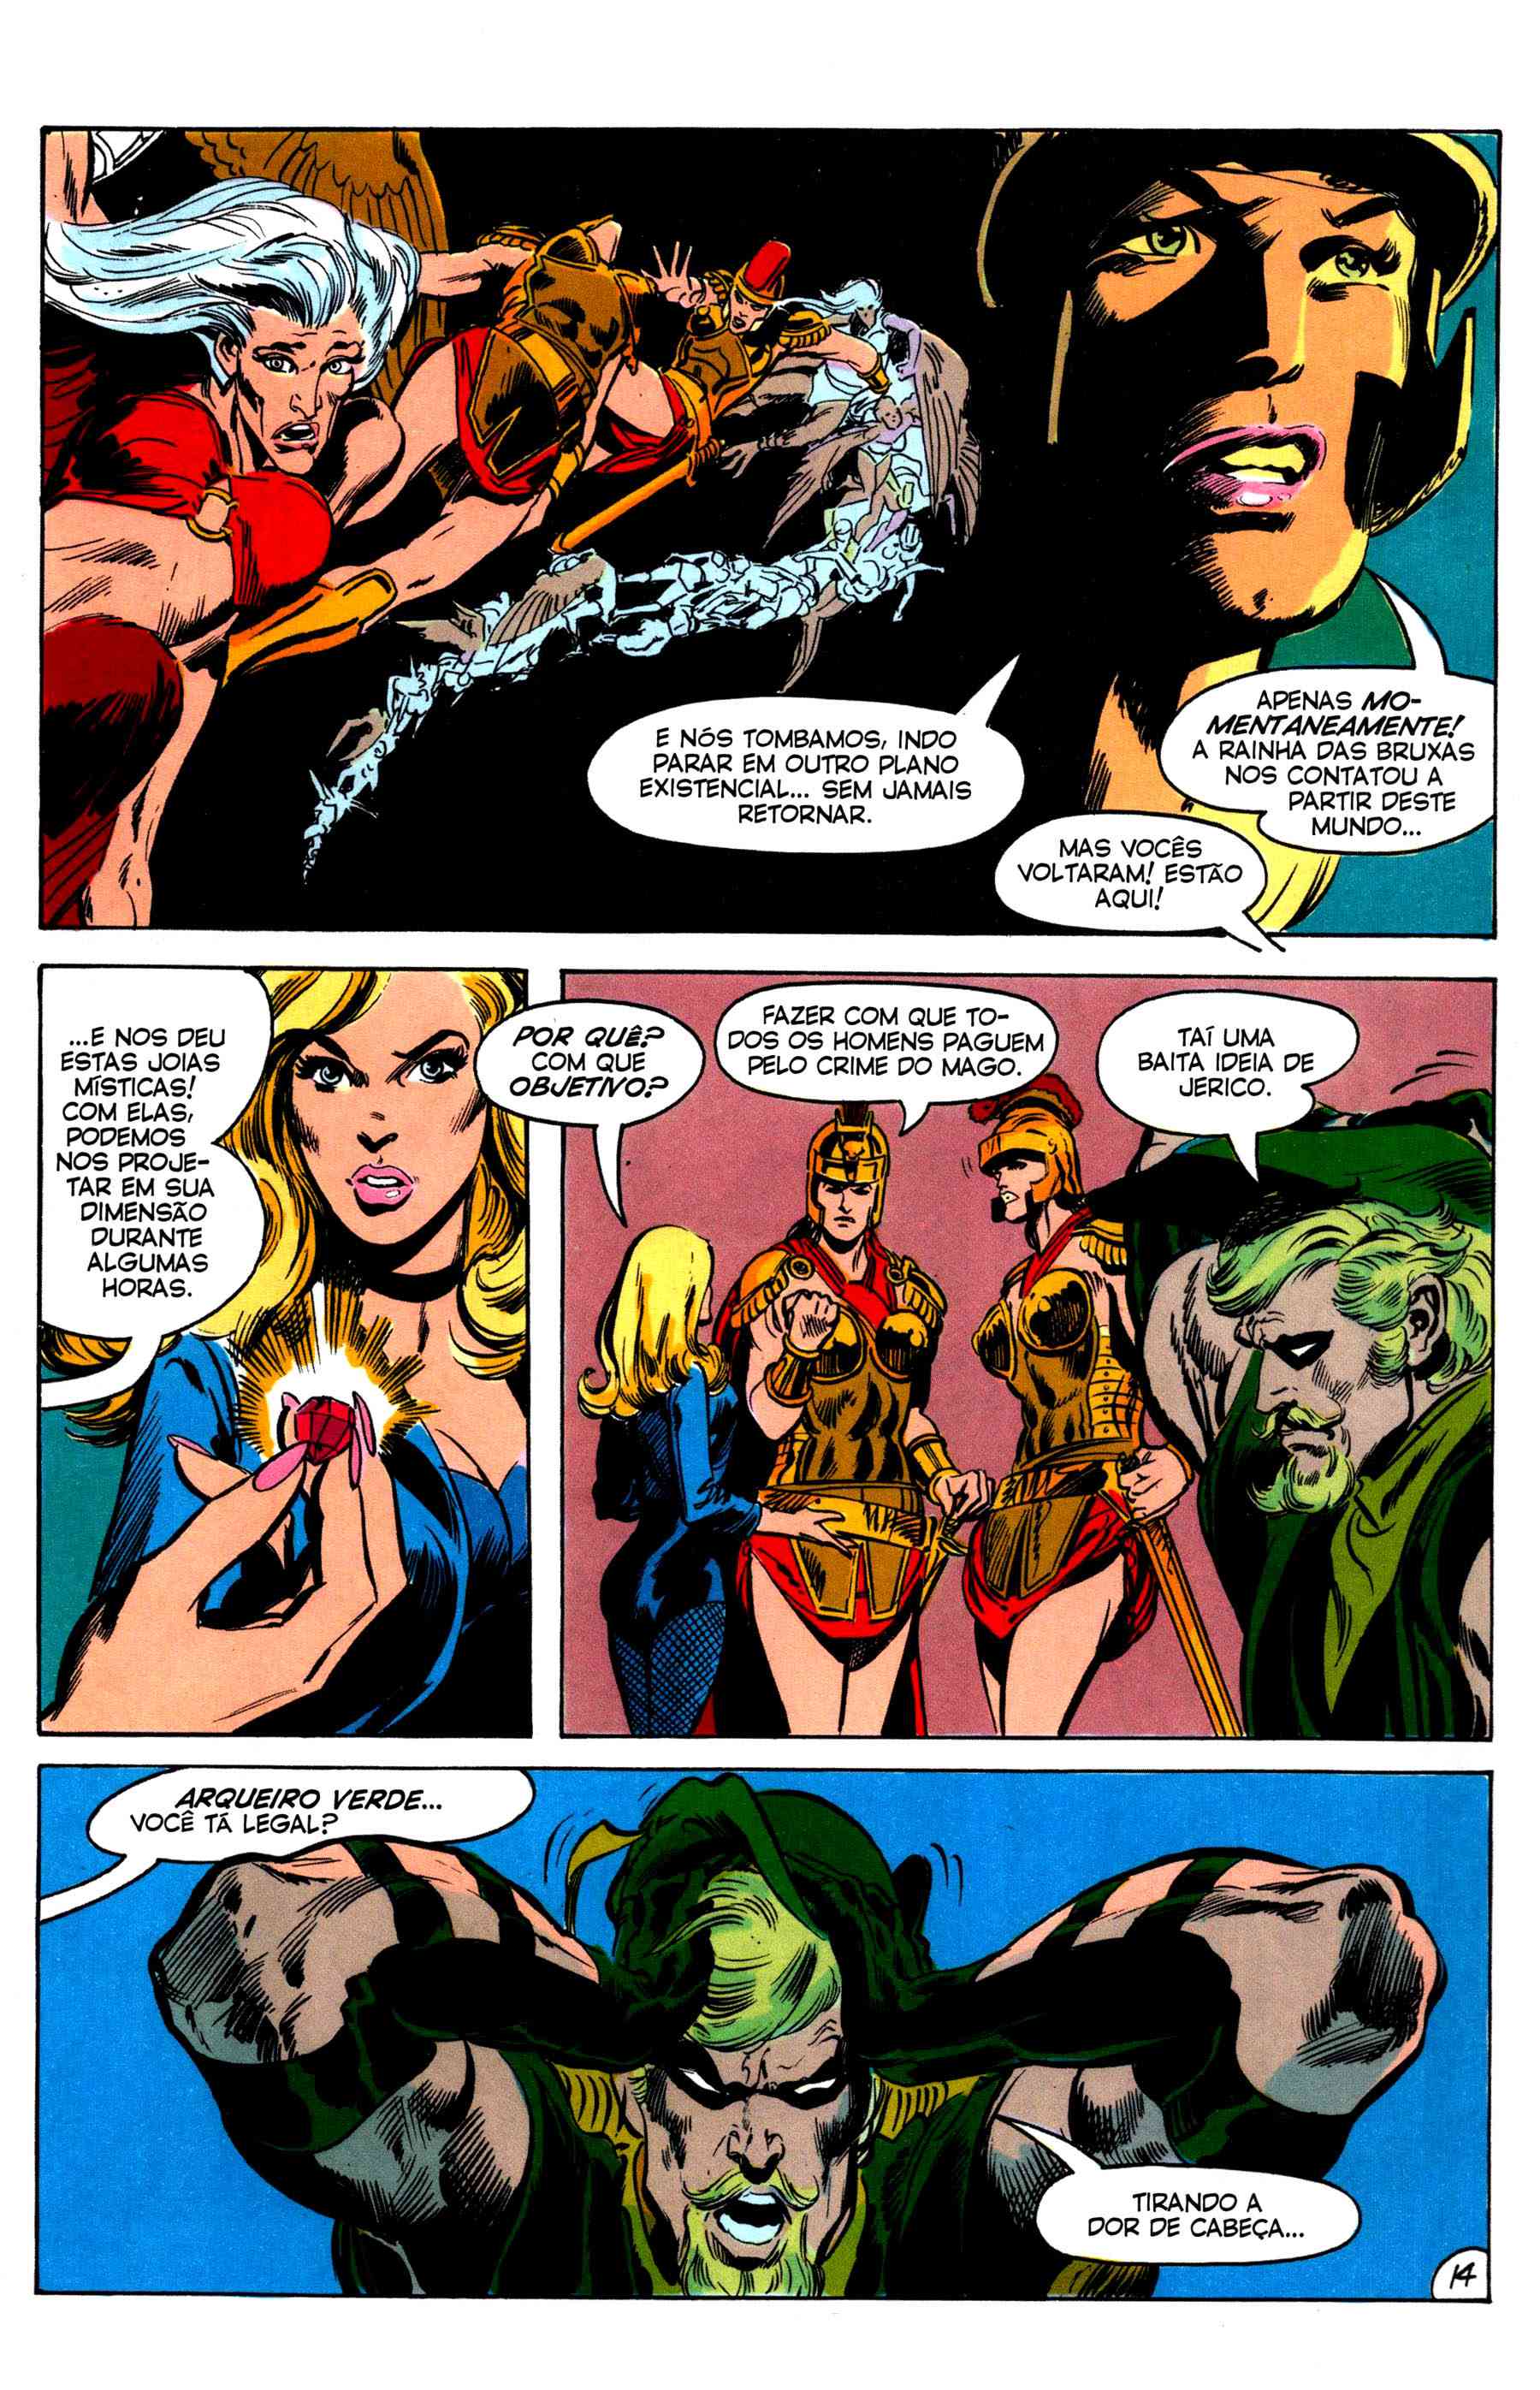 E NÓS TOMBAMOS, INDO
PARAR EM OUTRO PLANO
EXISTENCIAL... SEM JAMAIS
RETORNAR.
MAS VOCÊS
VOLTARAM! ESTÃO
AQUI!
APENAS MO-
MENTANEAMENTE!
A RAINHA DAS BRUXAS
NOS CONTATOU A
PARTIR DESTE
MUNDO...
...E NOS DEU
ESTAS JOIAS
MÍSTICAS!
COM ELAS,
PODEMOS
NOS PROJE-
TAR EM SUA
DIMENSÃO
DURANTE
ALGUMAS
HORAS.
POR QUÊ?
COM QUE
OBJETIVO?
FAZER COM QUE TO-
DOS OS HOMENS PAGUEM
PELO CRIME DO MAGO.
TAÍ UMA
BAITA IDEIA DE
JERICO.
ARQUEIRO VERDE...
VOCÊ TÁ LEGAL?
TIRANDO A
DOR DE CABEÇA...
14